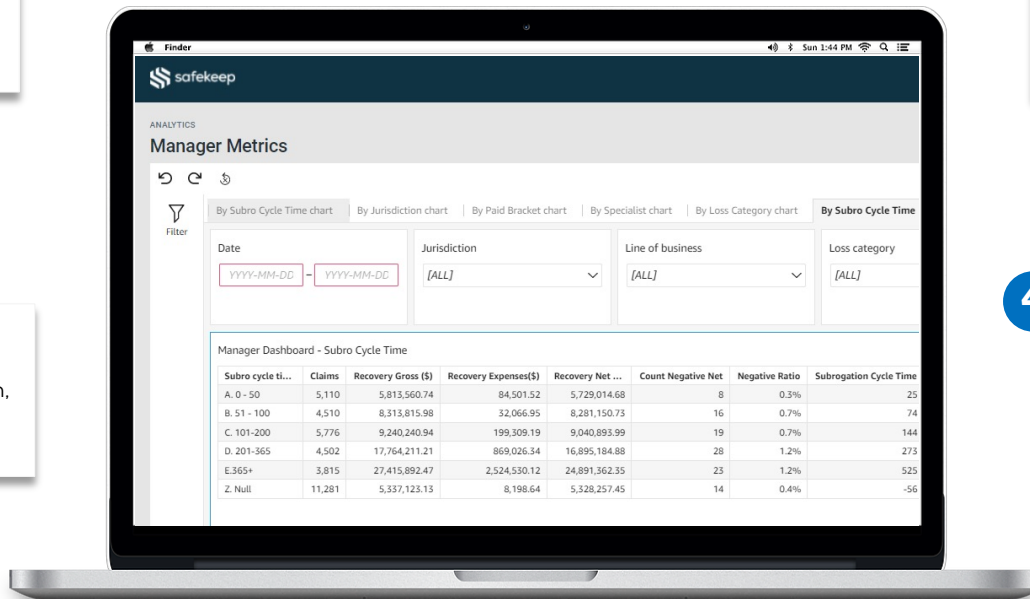 Finder
Sun 1:44 PM
safekeep
ANALYTICS
Manager Metrics
Filter
By Subro Cycle Time chart | By Jurisdiction chart | By Paid Bracket chart | By Specialist chart | By Loss Category chart By Subro Cycle Time
Date Jurisdiction Line of business Loss category
YYYY-MM-DD – YYYY-MM-DD [ALL] [ALL] [ALL]
4
Manager Dashboard - Subro Cycle Time
Subro cycle ti... Claims Recovery Gross ($) Recovery Expenses($) Recovery Net ... Count Negative Net Negative Ratio Subrogation Cycle Time
A. 0 - 50 5,110 5,813,560.74 84,501.52 5,729,014.68 8 0.3% 25
B. 51 - 100 4,510 8,313,815.98 32,066.95 8,281,150.73 16 0.7% 74
C. 101-200 5,776 9,240,240.94 199,309.19 9,040,893.99 19 0.7% 144
D. 201-365 4,502 17,764,211.21 869,026.34 16,895,184.88 28 1.2% 273
E.365+ 3,815 27,415,892.47 2,524,530.12 24,891,362.35 23 1.2% 525
Z. Null 11,281 5,337,123.13 8,198.64 5,328,257.45 14 0.4% -56